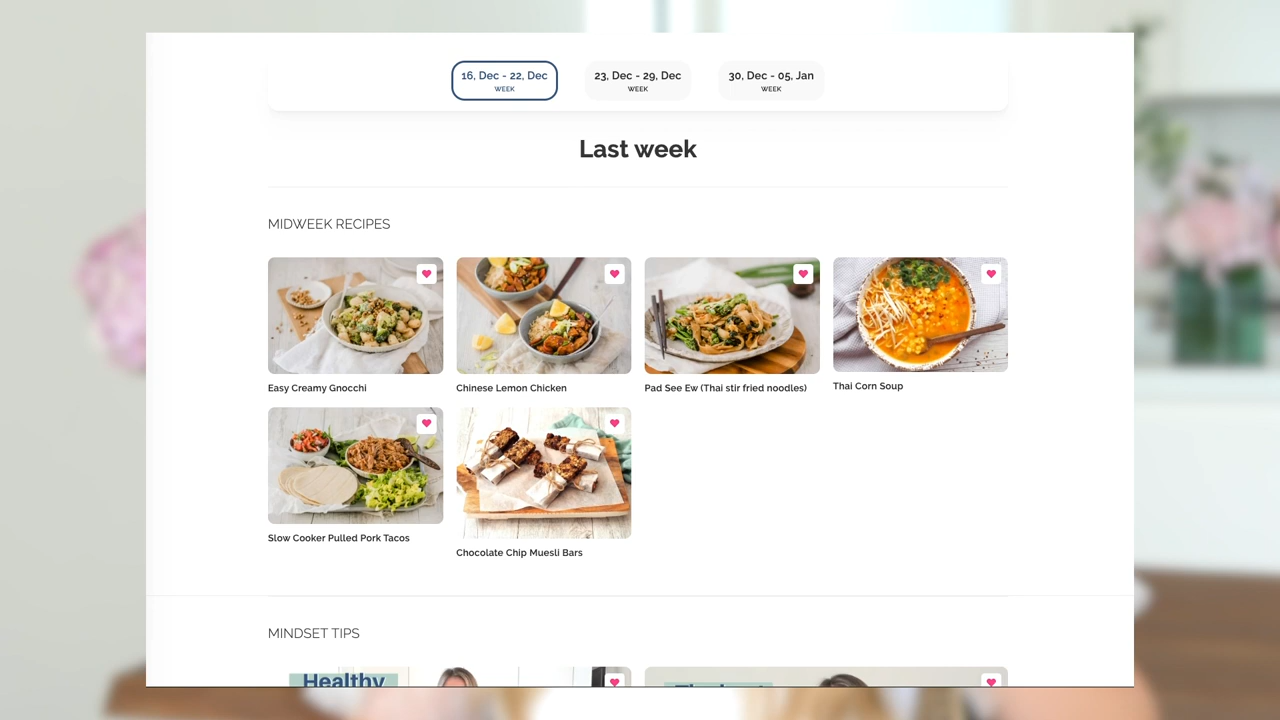 16, Dec - 22, Dec
WEEK
23, Dec - 29, Dec
WEEK
30, Dec - 05, Jan
WEEK
Last week
MIDWEEK RECIPES
Easy Creamy Gnocchi
Chinese Lemon Chicken
Pad See Ew (Thai stir fried noodles)
Thai Corn Soup
Slow Cooker Pulled Pork Tacos
Chocolate Chip Muesli Bars
MINDSET TIPS
Healthy